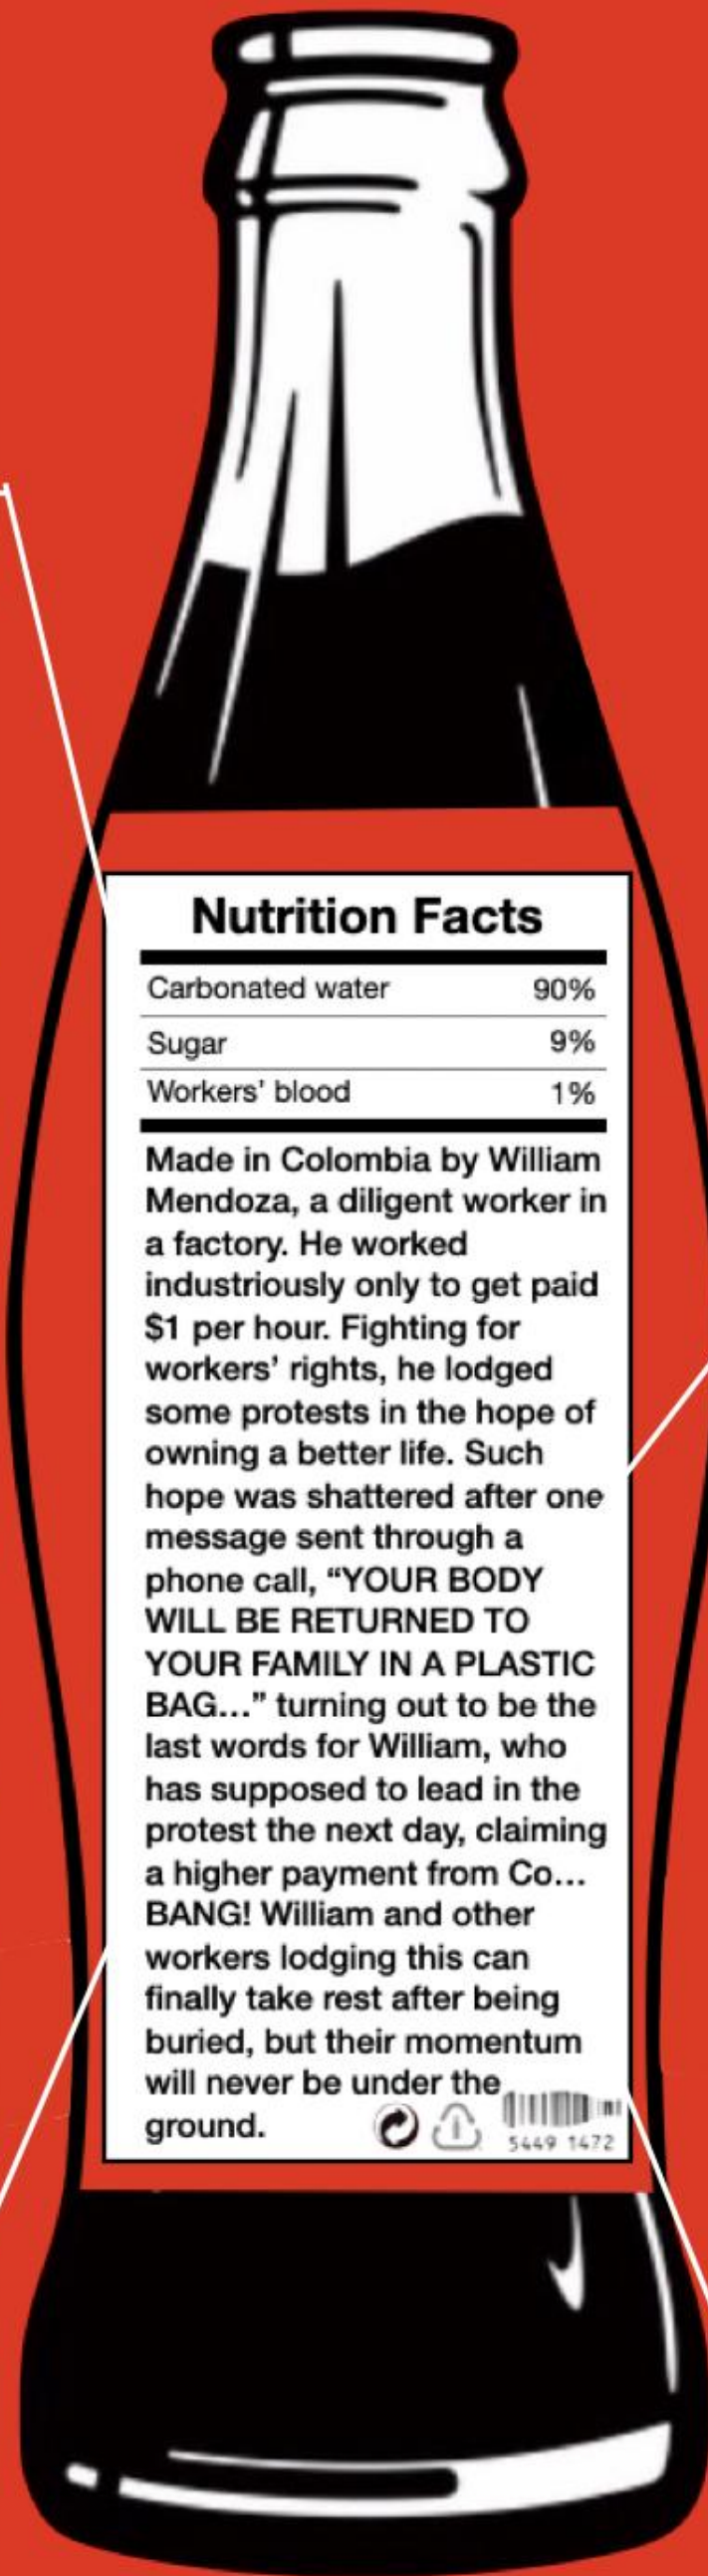 Nutrition Facts
Carbonated water 90%
Sugar 9%
Workers' blood 1%
Made in Colombia by William
Mendoza, a diligent worker in
a factory. He worked
industriously only to get paid
$1 per hour. Fighting for
workers' rights, he lodged
some protests in the hope of
owning a better life. Such
hope was shattered after one
message sent through a
phone call, “YOUR BODY
WILL BE RETURNED TO
YOUR FAMILY IN A PLASTIC
BAG...” turning out to be the
last words for William, who
has supposed to lead in the
protest the next day, claiming
a higher payment from Co...
BANG! William and other
workers lodging this can
finally take rest after being
buried, but their momentum
will never be under the
ground.
5449 1472